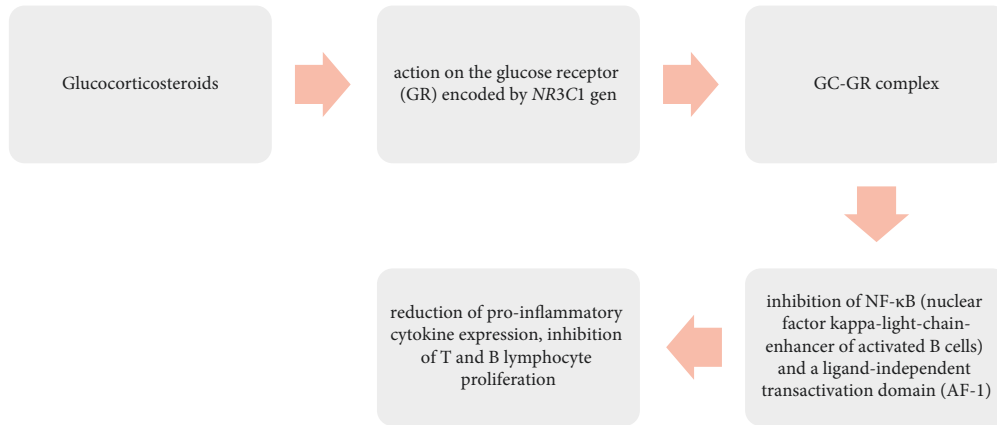 Glucocorticosteroids
action on the glucose receptor
(GR) encoded by NR3C1 gen
GC-GR complex
inhibition of NF-κB (nuclear
factor kappa-light-chain-
enhancer of activated B cells)
and a ligand-independent
transactivation domain (AF-1)
reduction of pro-inflammatory
cytokine expression, inhibition
of T and B lymphocyte
proliferation